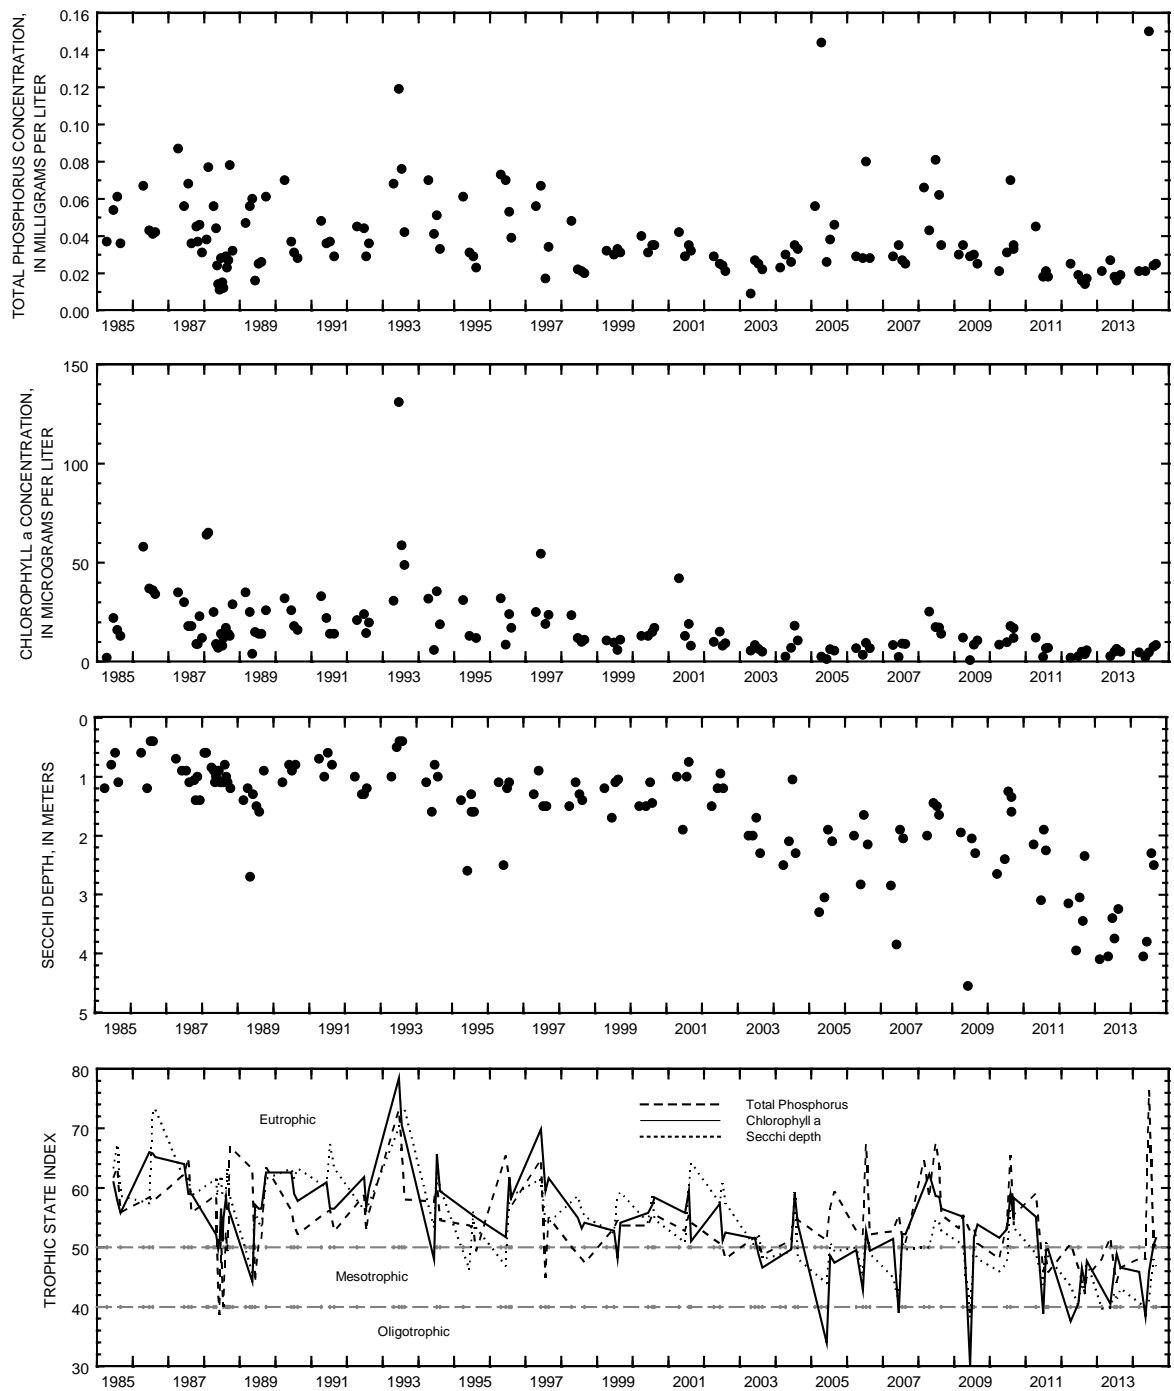 TOTAL PHOSPHORUS CONCENTRATION,
IN MILLIGRAMS PER LITER
0.16
0.14
0.12
0.10
0.08
0.06
0.04
0.02
0.00
1985 1987 1989 1991 1993 1995 1997 1999 2001 2003 2005 2007 2009 2011 2013
CHLOROPHYLL a CONCENTRATION,
IN MICROGRAMS PER LITER
150
100
50
0
1985 1987 1989 1991 1993 1995 1997 1999 2001 2003 2005 2007 2009 2011 2013
SECCHI DEPTH, IN METERS
0
1
2
3
4
5
1985 1987 1989 1991 1993 1995 1997 1999 2001 2003 2005 2007 2009 2011 2013
TROPHIC STATE INDEX
80
70
60
50
40
30
Eutrophic
Total Phosphorus
Chlorophyll a
Secchi depth
Mesotrophic
Oligotrophic
1985 1987 1989 1991 1993 1995 1997 1999 2001 2003 2005 2007 2009 2011 2013